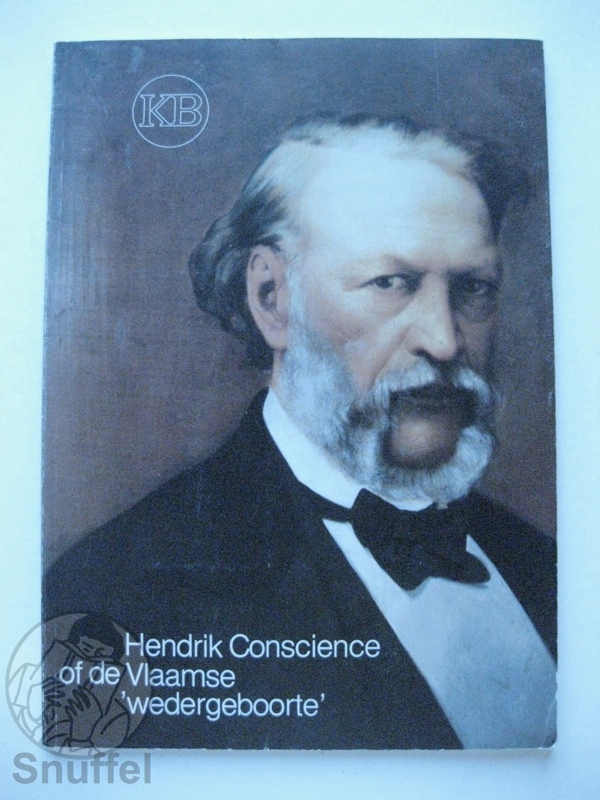 KB
Hendrik Conscience
of de Vlaamse
'wedergeboorte'
Snuffel